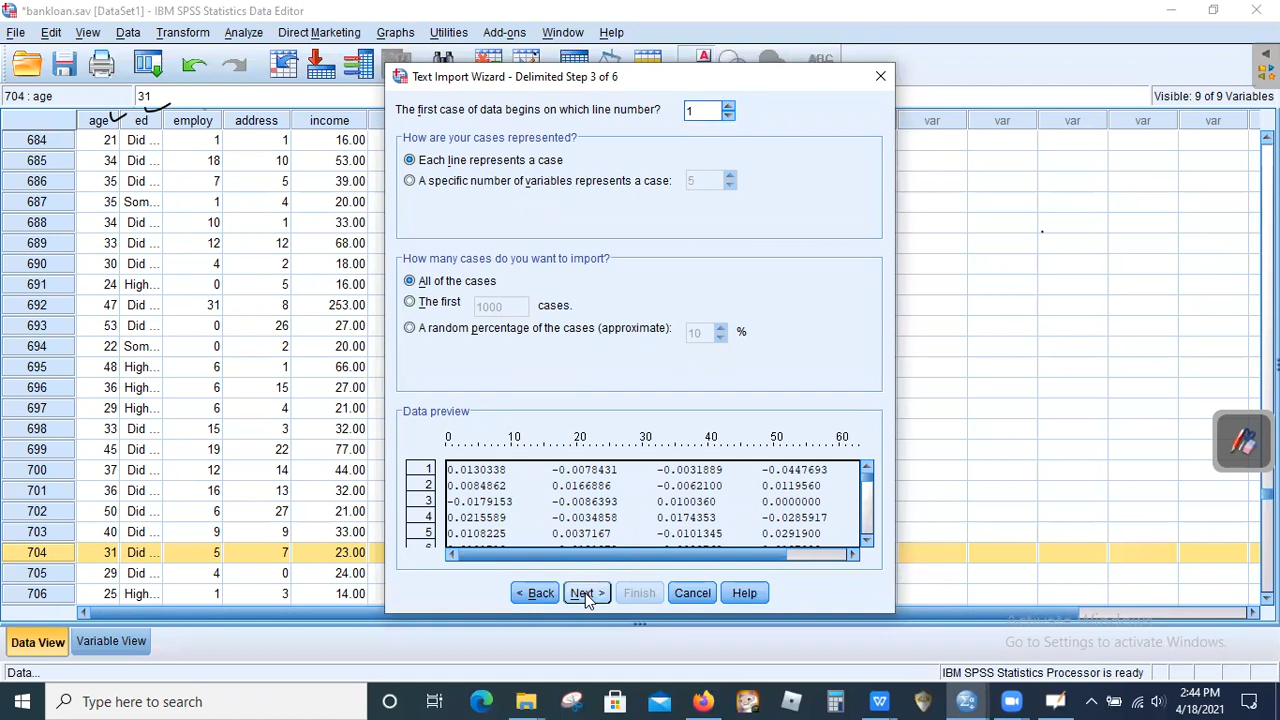 *bankloan.sav [DataSet1] - IBM SPSS Statistics Data Editor
File Edit View Data Transform Analyze Direct Marketing Graphs Utilities Add-ons Window Help
704 : age 31 Visible: 9 of 9 Variables
age ed employ address income var var var var var
684 21 Did ... 1 1 16.00
685 34 Did ... 18 10 53.00
686 35 Did ... 7 5 39.00
687 35 Som... 1 4 20.00
688 34 Did ... 10 1 33.00
689 33 Did ... 12 12 68.00
690 30 Did ... 4 2 18.00
691 24 High... 0 5 16.00
692 47 Did ... 31 8 253.00
693 53 Did ... 0 26 27.00
694 22 Som... 0 2 20.00
695 48 High... 6 1 66.00
696 36 High... 6 15 27.00
697 29 High... 6 4 21.00
698 33 Did ... 15 3 32.00
699 45 Did ... 19 22 77.00
700 37 Did ... 12 14 44.00
701 36 Did ... 16 13 32.00
702 50 Did ... 6 27 21.00
703 40 Did ... 9 9 33.00
704 31 Did ... 5 7 23.00
705 29 Did ... 4 0 24.00
706 25 High... 1 3 14.00
Text Import Wizard - Delimited Step 3 of 6
The first case of data begins on which line number? 1
How are your cases represented?
Each line represents a case
A specific number of variables represents a case: 5
How many cases do you want to import?
All of the cases
The first 1000 cases.
A random percentage of the cases (approximate): 10 %
Data preview
0 10 20 30 40 50 60
1 0.0130338 -0.0078431 -0.0031889 -0.0447693
2 0.0084862 0.0166886 -0.0062100 0.0119560
3 -0.0179153 -0.0086393 0.0100360 0.0000000
4 0.0215589 -0.0034858 0.0174353 -0.0285917
5 0.0108225 0.0037167 -0.0101345 0.0291900
< Back Next > Finish Cancel Help
Data View Variable View
Activate Windows
Go to Settings to activate Windows.
Data... IBM SPSS Statistics Processor is ready
Type here to search
2:44 PM
4/18/2021